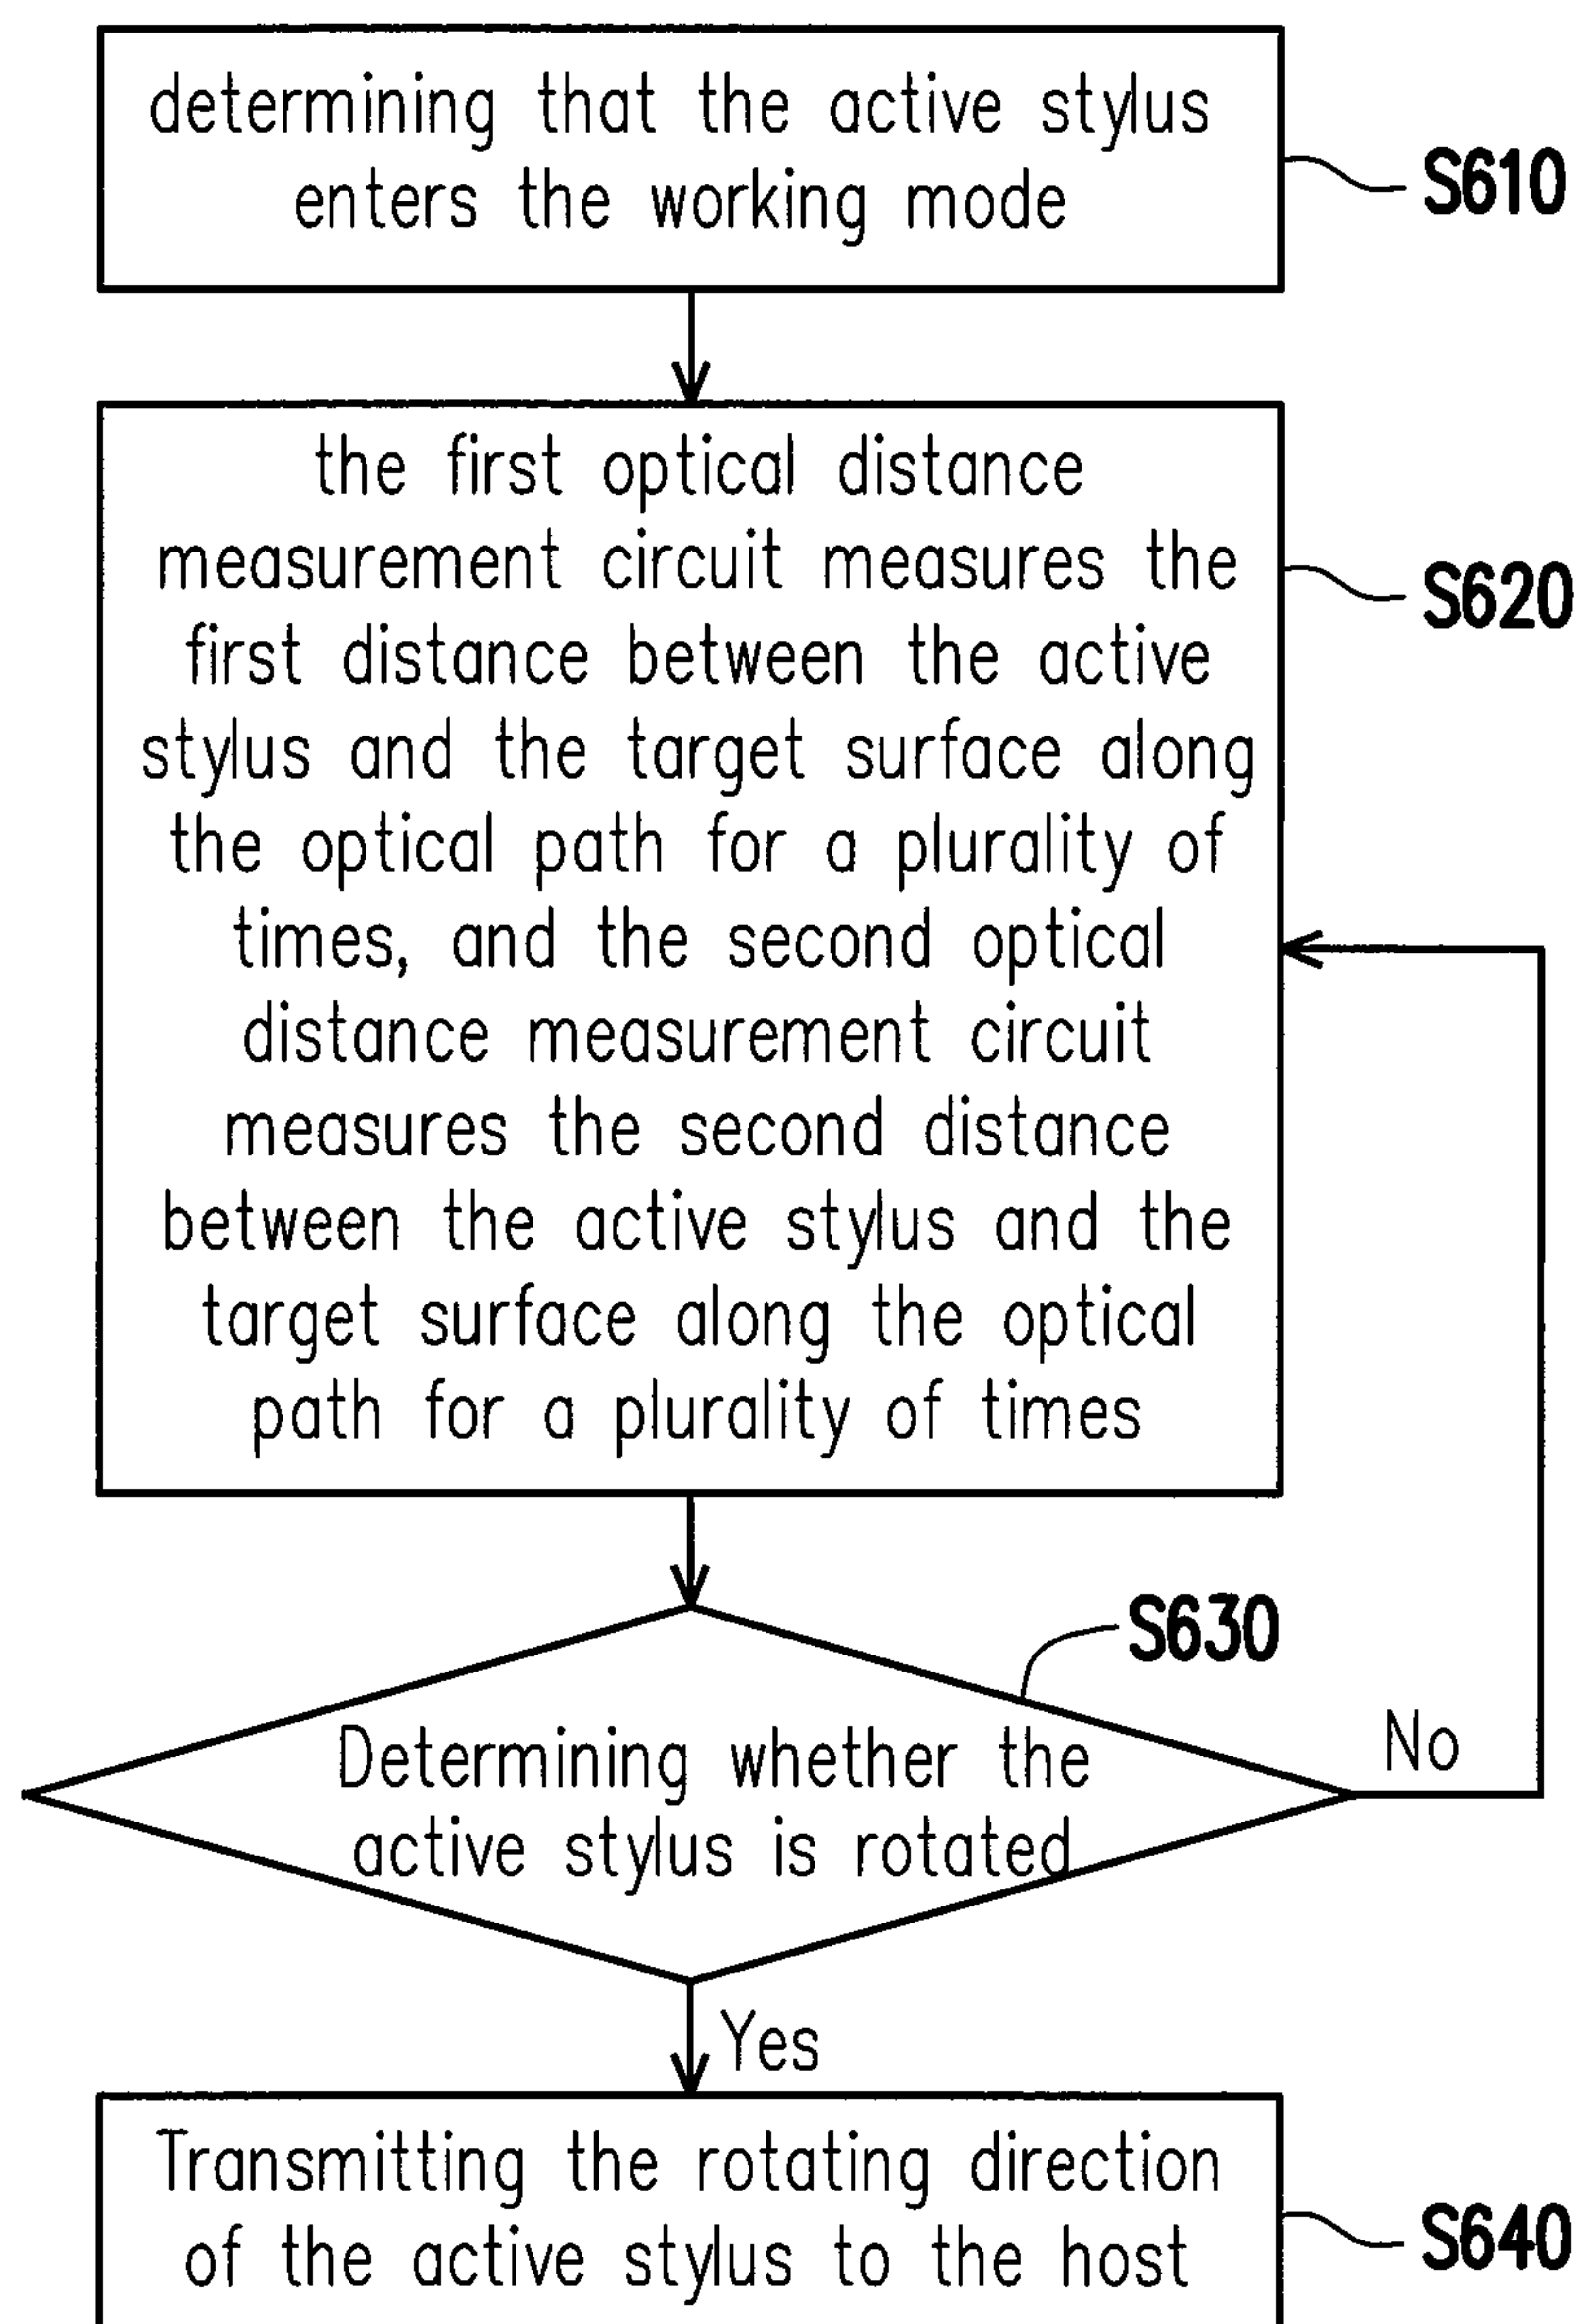 determining that the active stylus
enters the working mode
S610
the first optical distance
measurement circuit measures the
first distance between the active
stylus and the target surface along
the optical path for a plurality of
times, and the second optical
distance measurement circuit
measures the second distance
between the active stylus and the
target surface along the optical
path for a plurality of times
S620
Determining whether the
active stylus is rotated
S630
No
Yes
Transmitting the rotating direction
of the active stylus to the host
S640